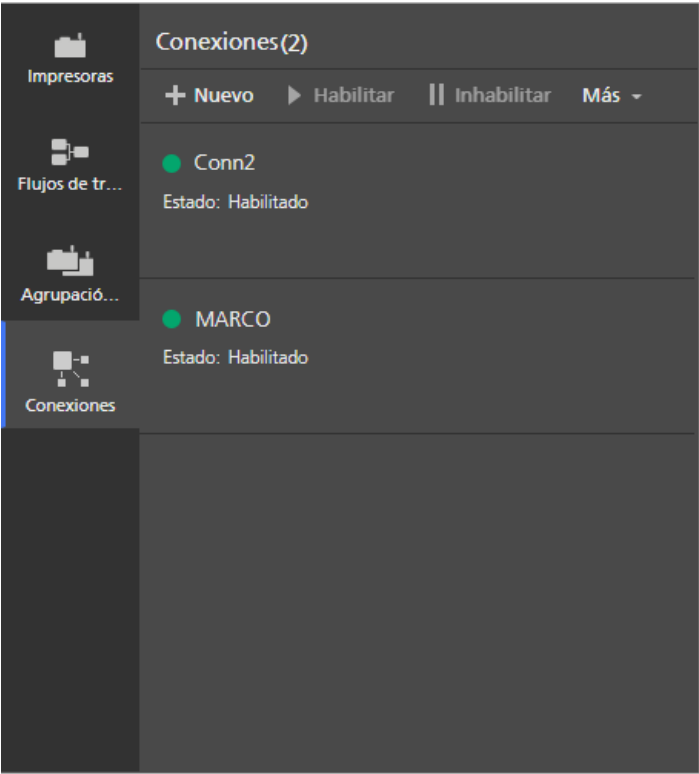 Impresoras
Flujos de tr...
Agrupació...
Conexiones
Conexiones(2)
+ Nuevo Habilitar Inhabilitar Más
Conn2
Estado: Habilitado
MARCO
Estado: Habilitado